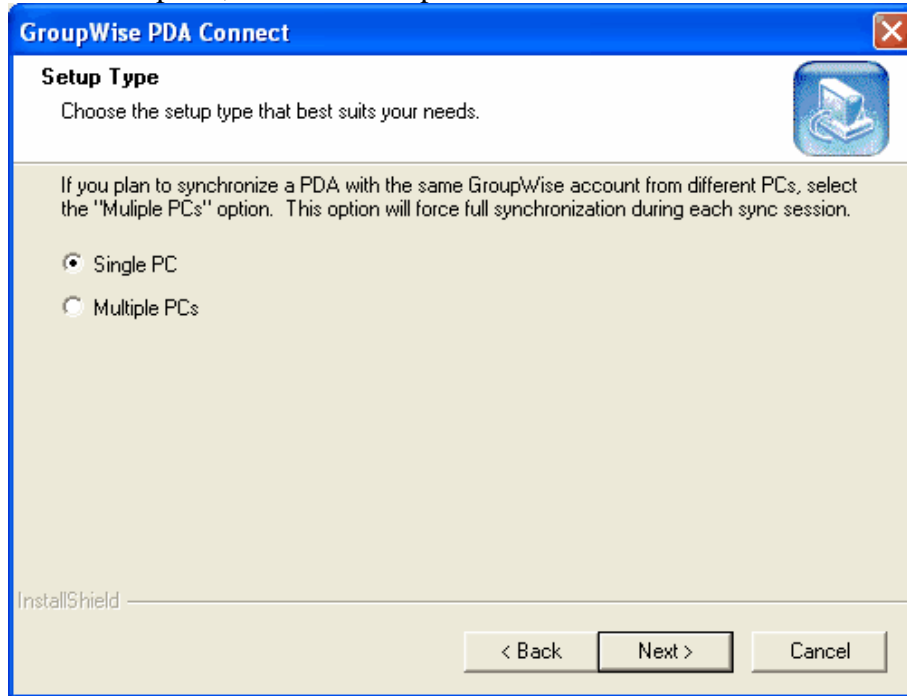 GroupWise PDA Connect
Setup Type
Choose the setup type that best suits your needs.
If you plan to synchronize a PDA with the same GroupWise account from different PCs, select
the "Muliple PCs" option. This option will force full synchronization during each sync session.
Single PC
Multiple PCs
InstallShield
< Back
Next >
Cancel